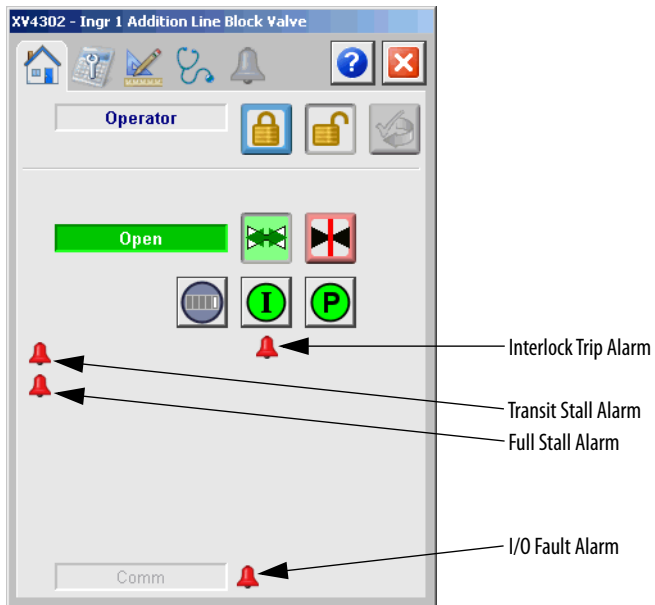 XV4302 - Ingr 1 Addition Line Block Valve
?
Operator
Open
I
P
Interlock Trip Alarm
Transit Stall Alarm
Full Stall Alarm
Comm
I/O Fault Alarm